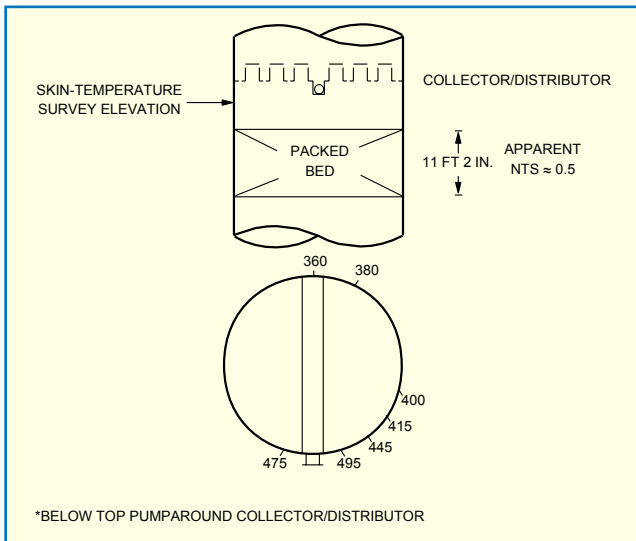 SKIN-TEMPERATURE
SURVEY ELEVATION
COLLECTOR/DISTRIBUTOR
PACKED
BED
11 FT 2 IN.
APPARENT
NTS ≈ 0.5
360
380
400
415
445
495
475
*BELOW TOP PUMPAROUND COLLECTOR/DISTRIBUTOR